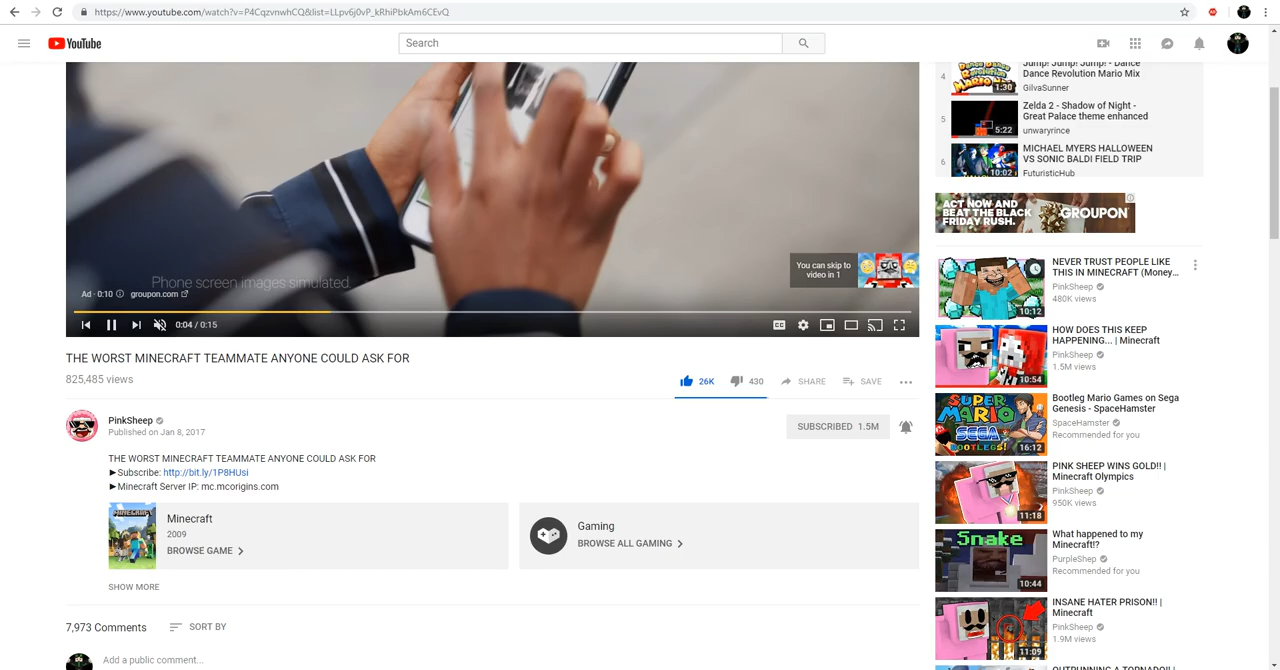 https://www.youtube.com/watch?v=P4CqzvnwhCQ&list=LLpv6j0vP_kRhiPbkAm6CEvQ
YouTube
Search
Phone screen images simulated.
You can skip to
video in 1
Ad · 0:10
groupon.com
0:04 / 0:15
THE WORST MINECRAFT TEAMMATE ANYONE COULD ASK FOR
825,485 views
26K
430
SHARE
SAVE
PinkSheep
Published on Jan 8, 2017
SUBSCRIBED 1.5M
THE WORST MINECRAFT TEAMMATE ANYONE COULD ASK FOR
►Subscribe: http://bit.ly/1P8HUsi
►Minecraft Server IP: mc.mcorigins.com
MINECRAFT
Minecraft
2009
BROWSE GAME
Gaming
BROWSE ALL GAMING
SHOW MORE
7,973 Comments
SORT BY
Add a public comment...
4
1:30
Jump! Jump! Jump! - Dance
Dance Revolution Mario Mix
GilvaSunner
5
5:22
Zelda 2 - Shadow of Night -
Great Palace theme enhanced
unwaryrince
6
10:02
MICHAEL MYERS HALLOWEEN
VS SONIC BALDI FIELD TRIP
FuturisticHub
ACT NOW AND
BEAT THE BLACK
FRIDAY RUSH.
GROUPON
10:12
NEVER TRUST PEOPLE LIKE
THIS IN MINECRAFT (Money...
PinkSheep
480K views
10:54
HOW DOES THIS KEEP
HAPPENING... | Minecraft
PinkSheep
1.5M views
SUPER
MARIO
SEGA
BOOTLEGS!
16:12
Bootleg Mario Games on Sega
Genesis - SpaceHamster
SpaceHamster
Recommended for you
11:18
PINK SHEEP WINS GOLD!! |
Minecraft Olympics
PinkSheep
950K views
Snake
10:44
What happened to my
Minecraft!?
PurpleShep
Recommended for you
11:09
INSANE HATER PRISON!! |
Minecraft
PinkSheep
1.9M views